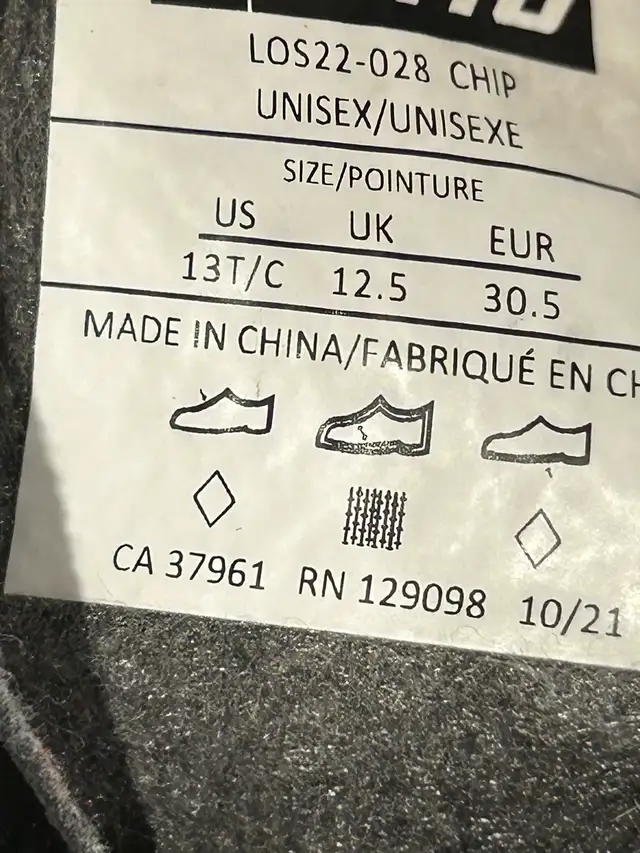 LOS22-028 CHIP
UNISEX/UNISEXE
SIZE/POINTURE
US UK EUR
13T/C 12.5 30.5
MADE IN CHINA/FABRIQUÉ EN CH
CA 37961 RN 129098 10/21